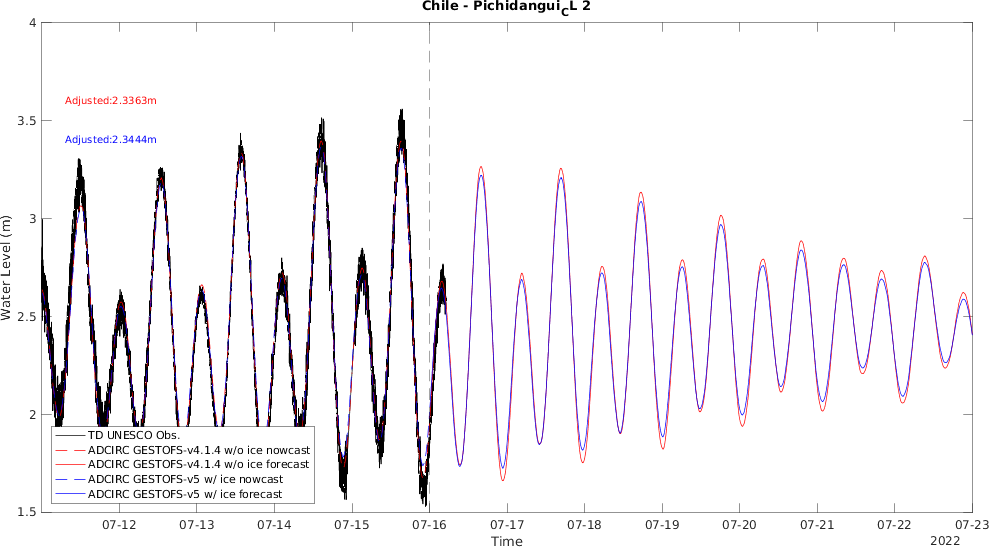 Chile - PichidanguiCL 2
4
3.5
3
2.5
2
1.5
Water Level (m)
Adjusted:2.3363m
Adjusted:2.3444m
TD UNESCO Obs.
ADCIRC GESTOFS-v4.1.4 w/o ice nowcast
ADCIRC GESTOFS-v4.1.4 w/o ice forecast
ADCIRC GESTOFS-v5 w/ ice nowcast
ADCIRC GESTOFS-v5 w/ ice forecast
07-12 07-13 07-14 07-15 07-16 07-17 07-18 07-19 07-20 07-21 07-22 07-23
Time
2022